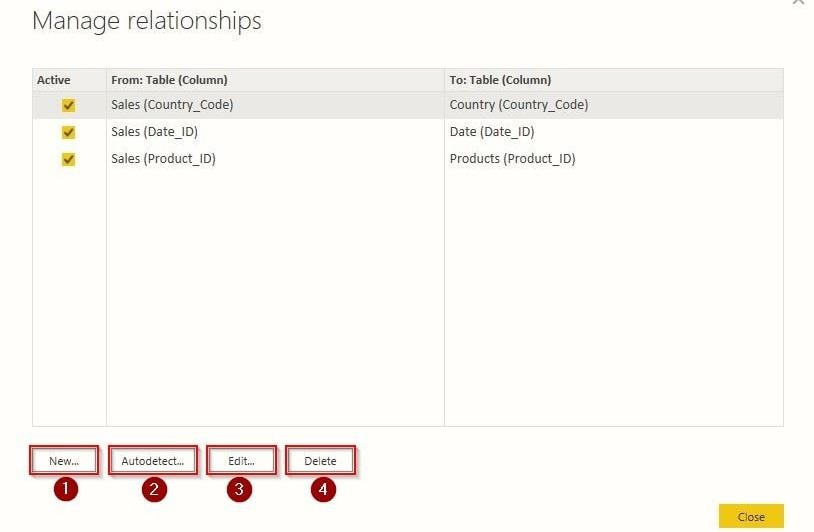 Manage relationships
Active From: Table (Column) To: Table (Column)
Sales (Country_Code) Country (Country_Code)
Sales (Date_ID) Date (Date_ID)
Sales (Product_ID) Products (Product_ID)
New... Autodetect... Edit... Delete
1 2 3 4
Close